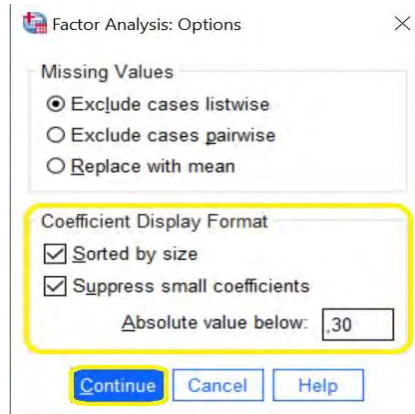 Factor Analysis: Options
Missing Values
Exclude cases listwise
Exclude cases pairwise
Replace with mean
Coefficient Display Format
Sorted by size
Suppress small coefficients
Absolute value below: ,30
Continue Cancel Help